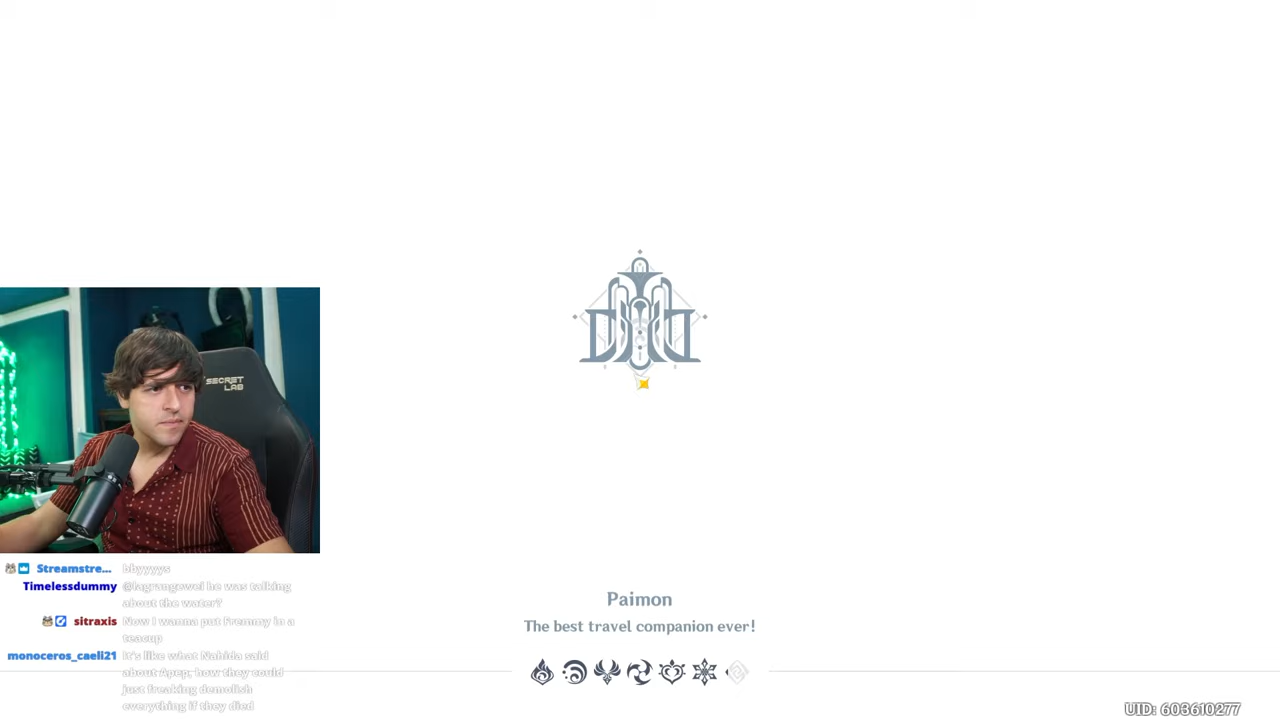 SECRET
LAB
Streamstre... bbyyyys
Timelessdummy @lagrangewei he was talking
about the water?
sitraxis Now I wanna put Fremmy in a
teacup
monoceros_caeli21 It's like what Nahida said
about Apep, how they could
just freaking demolish
everything if they died
Paimon
The best travel companion ever!
UID: 603610277